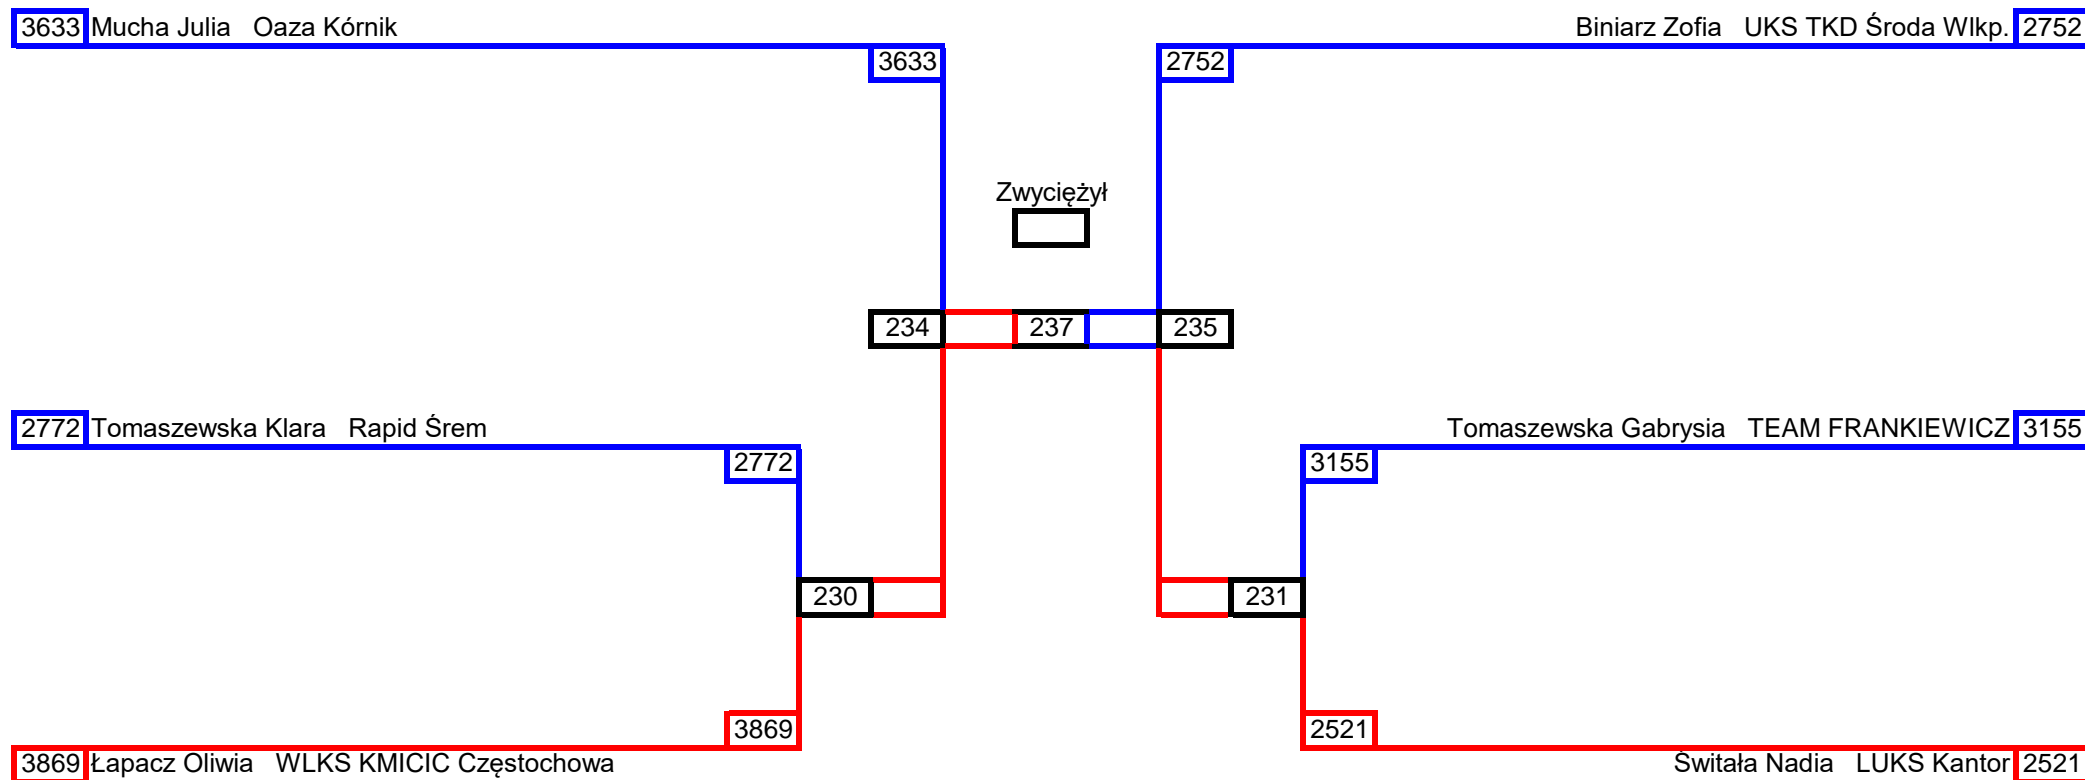 3633 Mucha Julia Oaza Kórnik
Biniarz Zofia UKS TKD Środa Wlkp. 2752
3633
2752
Zwyciężył
234
237
235
2772 Tomaszewska Klara Rapid Śrem
Tomaszewska Gabrysia TEAM FRANKIEWICZ 3155
2772
3155
230
231
3869
2521
3869 Łapacz Oliwia WLKS KMICIC Częstochowa
Świtała Nadia LUKS Kantor 2521